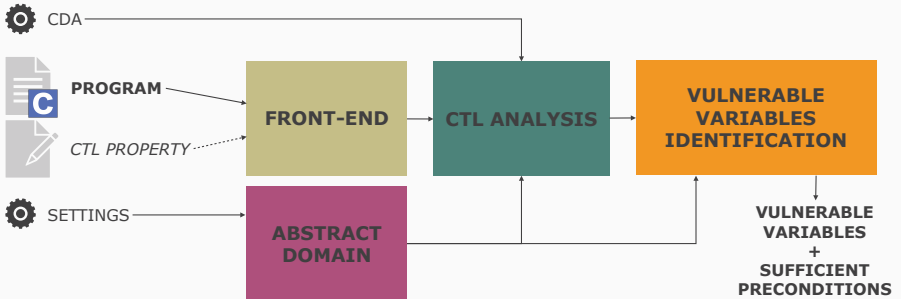 CDA
PROGRAM
C
CTL PROPERTY
FRONT-END
CTL ANALYSIS
VULNERABLE
VARIABLES
IDENTIFICATION
SETTINGS
ABSTRACT
DOMAIN
VULNERABLE
VARIABLES
+
SUFFICIENT
PRECONDITIONS